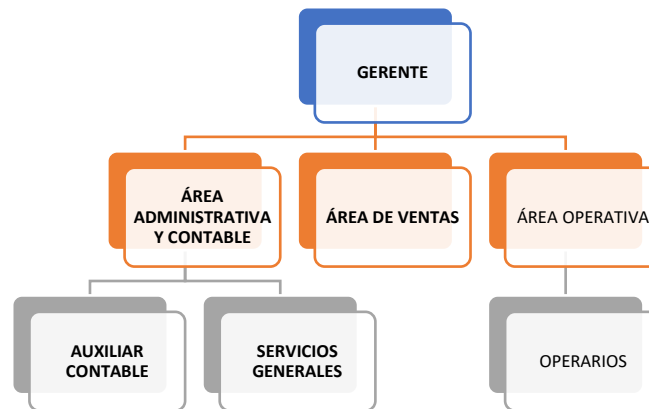 GERENTE
ÁREA
ADMINISTRATIVA
Y CONTABLE
ÁREA DE VENTAS
ÁREA OPERATIVA
AUXILIAR
CONTABLE
SERVICIOS
GENERALES
OPERARIOS